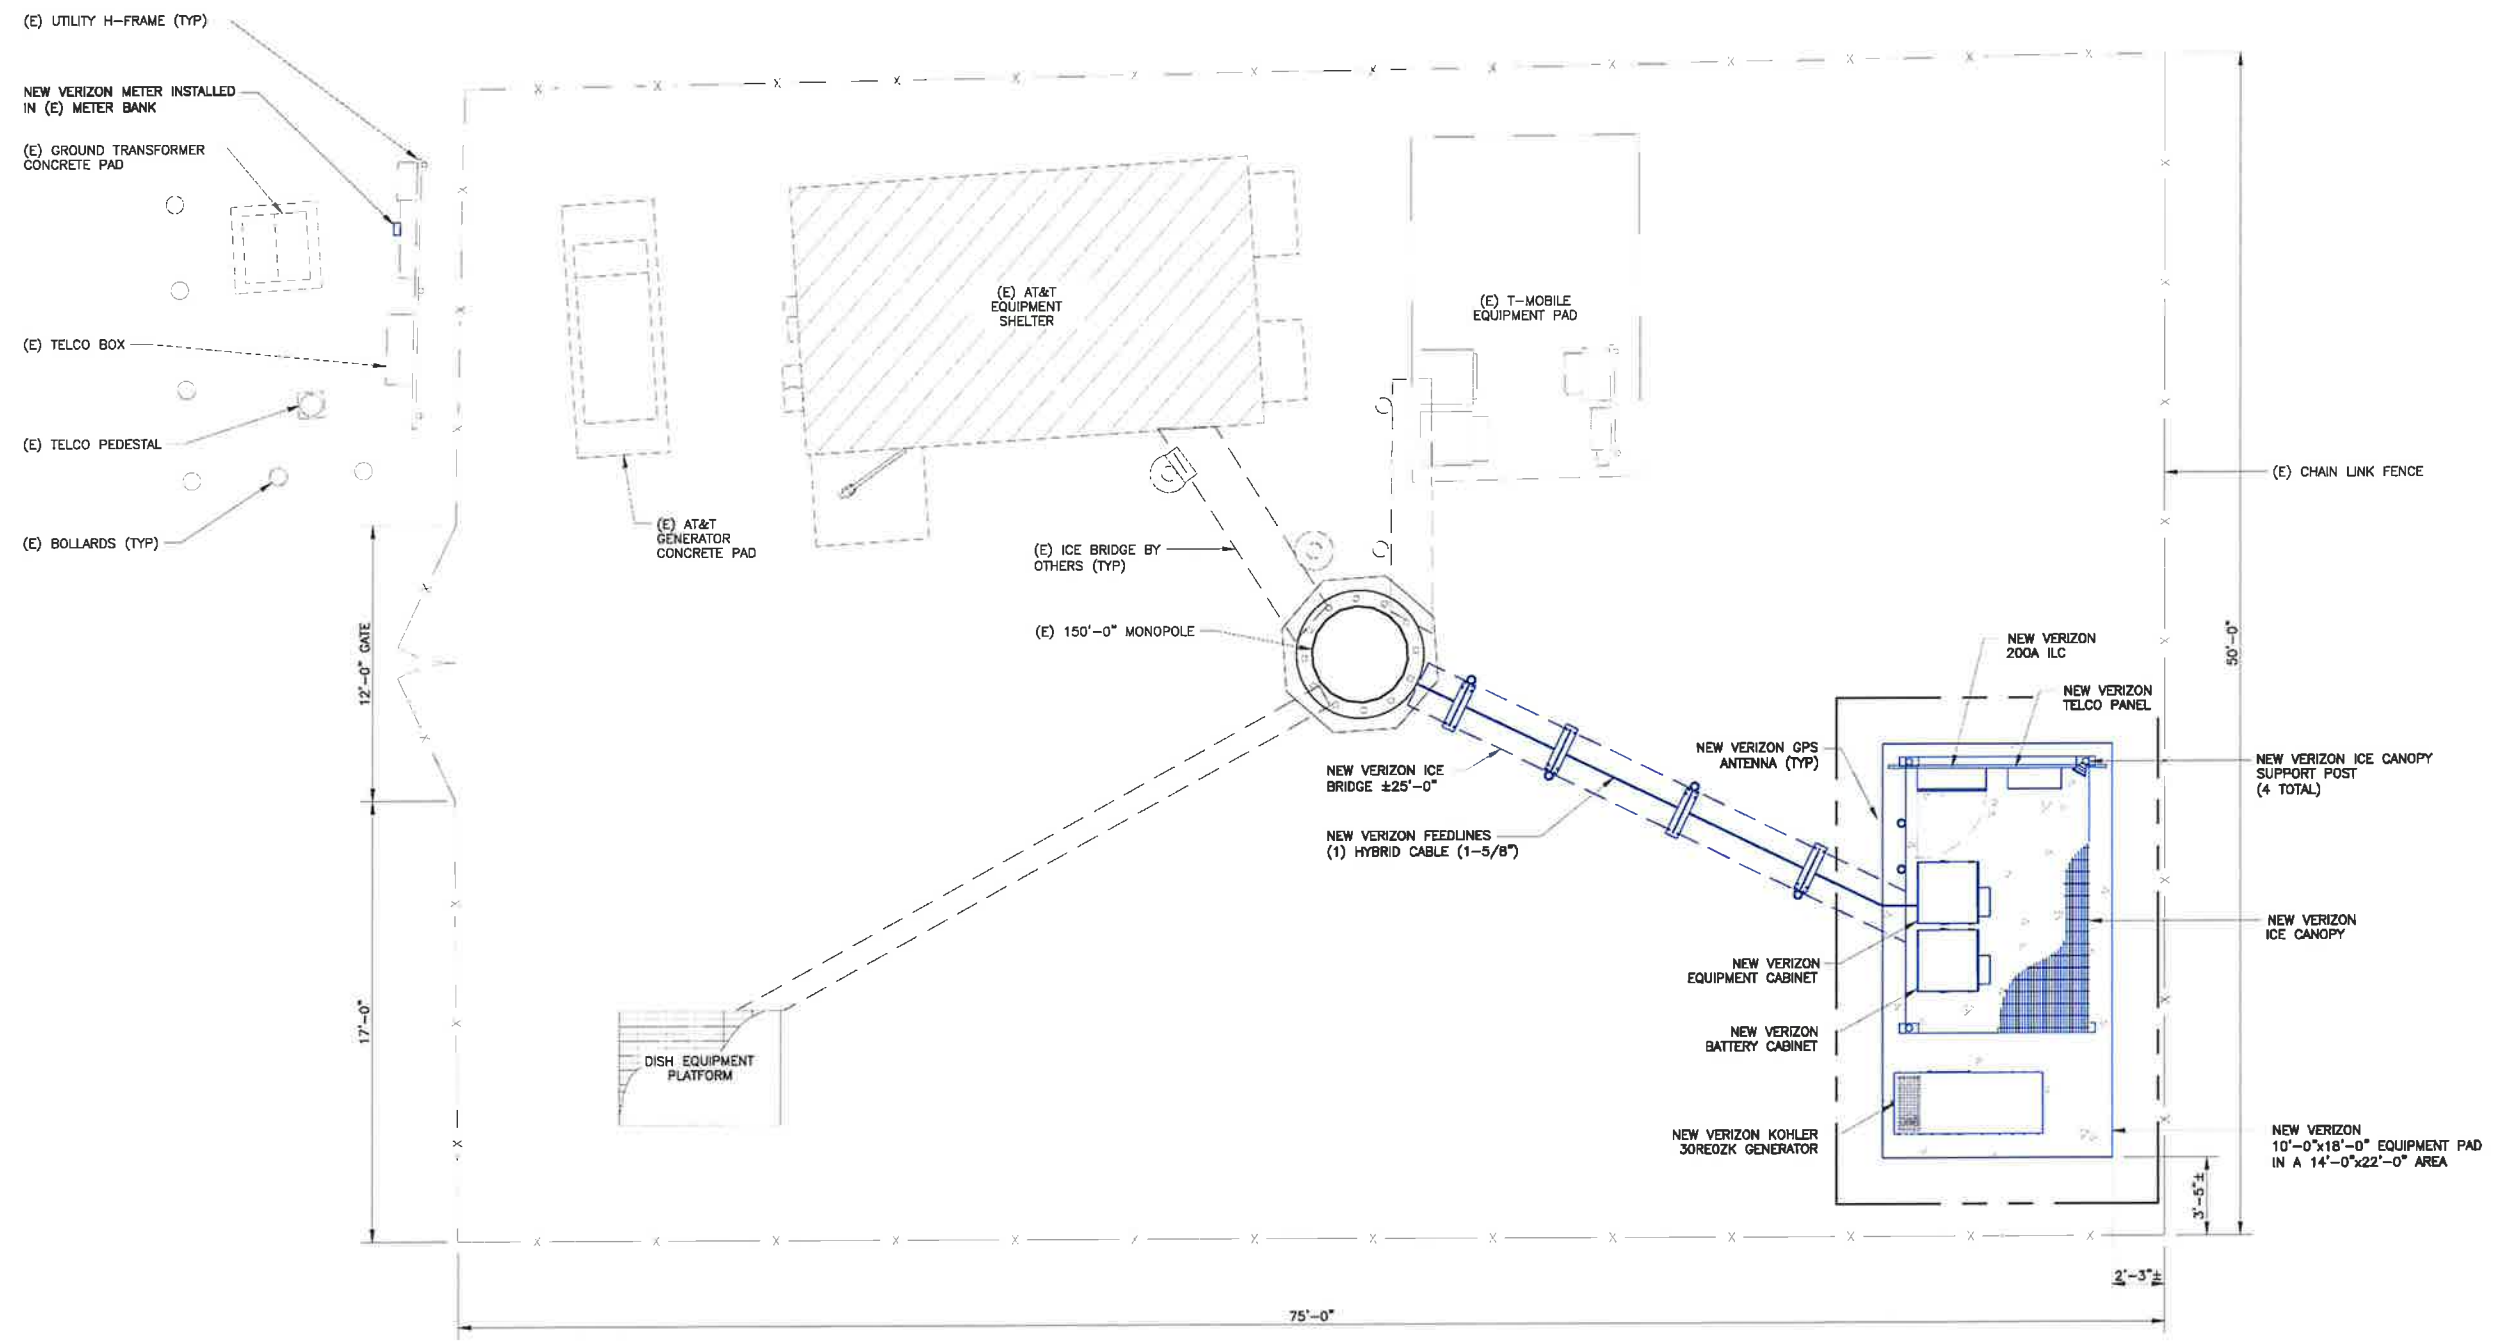 (E) UTILITY H-FRAME (TYP)
NEW VERIZON METER INSTALLED
IN (E) METER BANK
(E) GROUND TRANSFORMER
CONCRETE PAD
(E) TELCO BOX
(E) TELCO PEDESTAL
(E) BOLLARDS (TYP)
12'-0" GATE
17'-0"
(E) AT&T
GENERATOR
CONCRETE PAD
(E) AT&T
EQUIPMENT
SHELTER
(E) T-MOBILE
EQUIPMENT PAD
(E) ICE BRIDGE BY
OTHERS (TYP)
(E) 150'-0" MONOPOLE
NEW VERIZON ICE
BRIDGE ±25'-0"
NEW VERIZON FEEDLINES
(1) HYBRID CABLE (1-5/8")
DISH EQUIPMENT
PLATFORM
(E) CHAIN LINK FENCE
50'-0"
NEW VERIZON
200A ILC
NEW VERIZON
TELCO PANEL
NEW VERIZON GPS
ANTENNA (TYP)
NEW VERIZON ICE CANOPY
SUPPORT POST
(4 TOTAL)
NEW VERIZON
ICE CANOPY
NEW VERIZON
EQUIPMENT CABINET
NEW VERIZON
BATTERY CABINET
NEW VERIZON KOHLER
30REOZK GENERATOR
NEW VERIZON
10'-0"x18'-0" EQUIPMENT PAD
IN A 14'-0"x22'-0" AREA
3'-5"±
2'-3"±
75'-0"